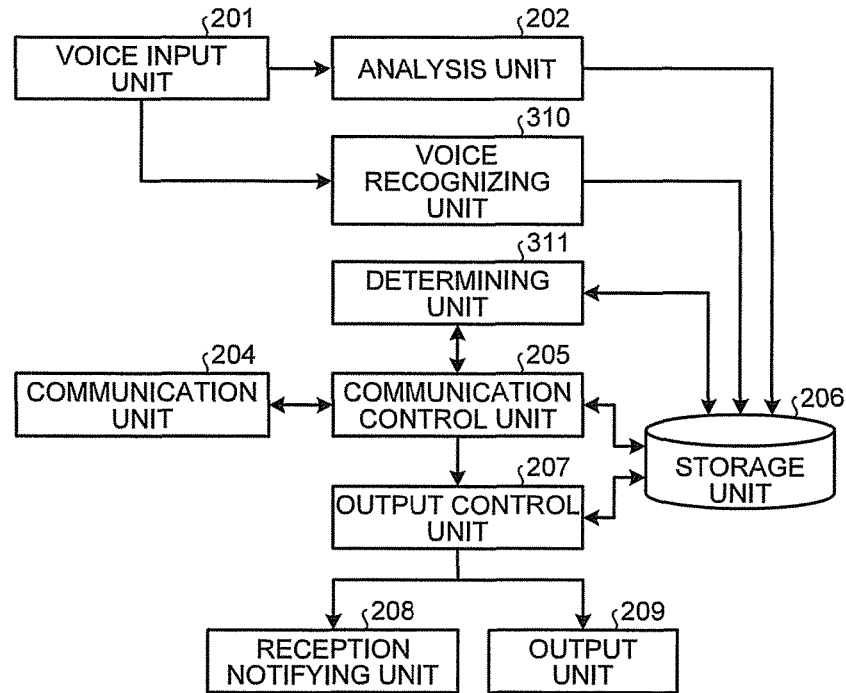 201
VOICE INPUT
UNIT
202
ANALYSIS UNIT
310
VOICE
RECOGNIZING
UNIT
311
DETERMINING
UNIT
204
COMMUNICATION
UNIT
205
COMMUNICATION
CONTROL UNIT
206
STORAGE
UNIT
207
OUTPUT CONTROL
UNIT
208
RECEPTION
NOTIFYING UNIT
209
OUTPUT
UNIT